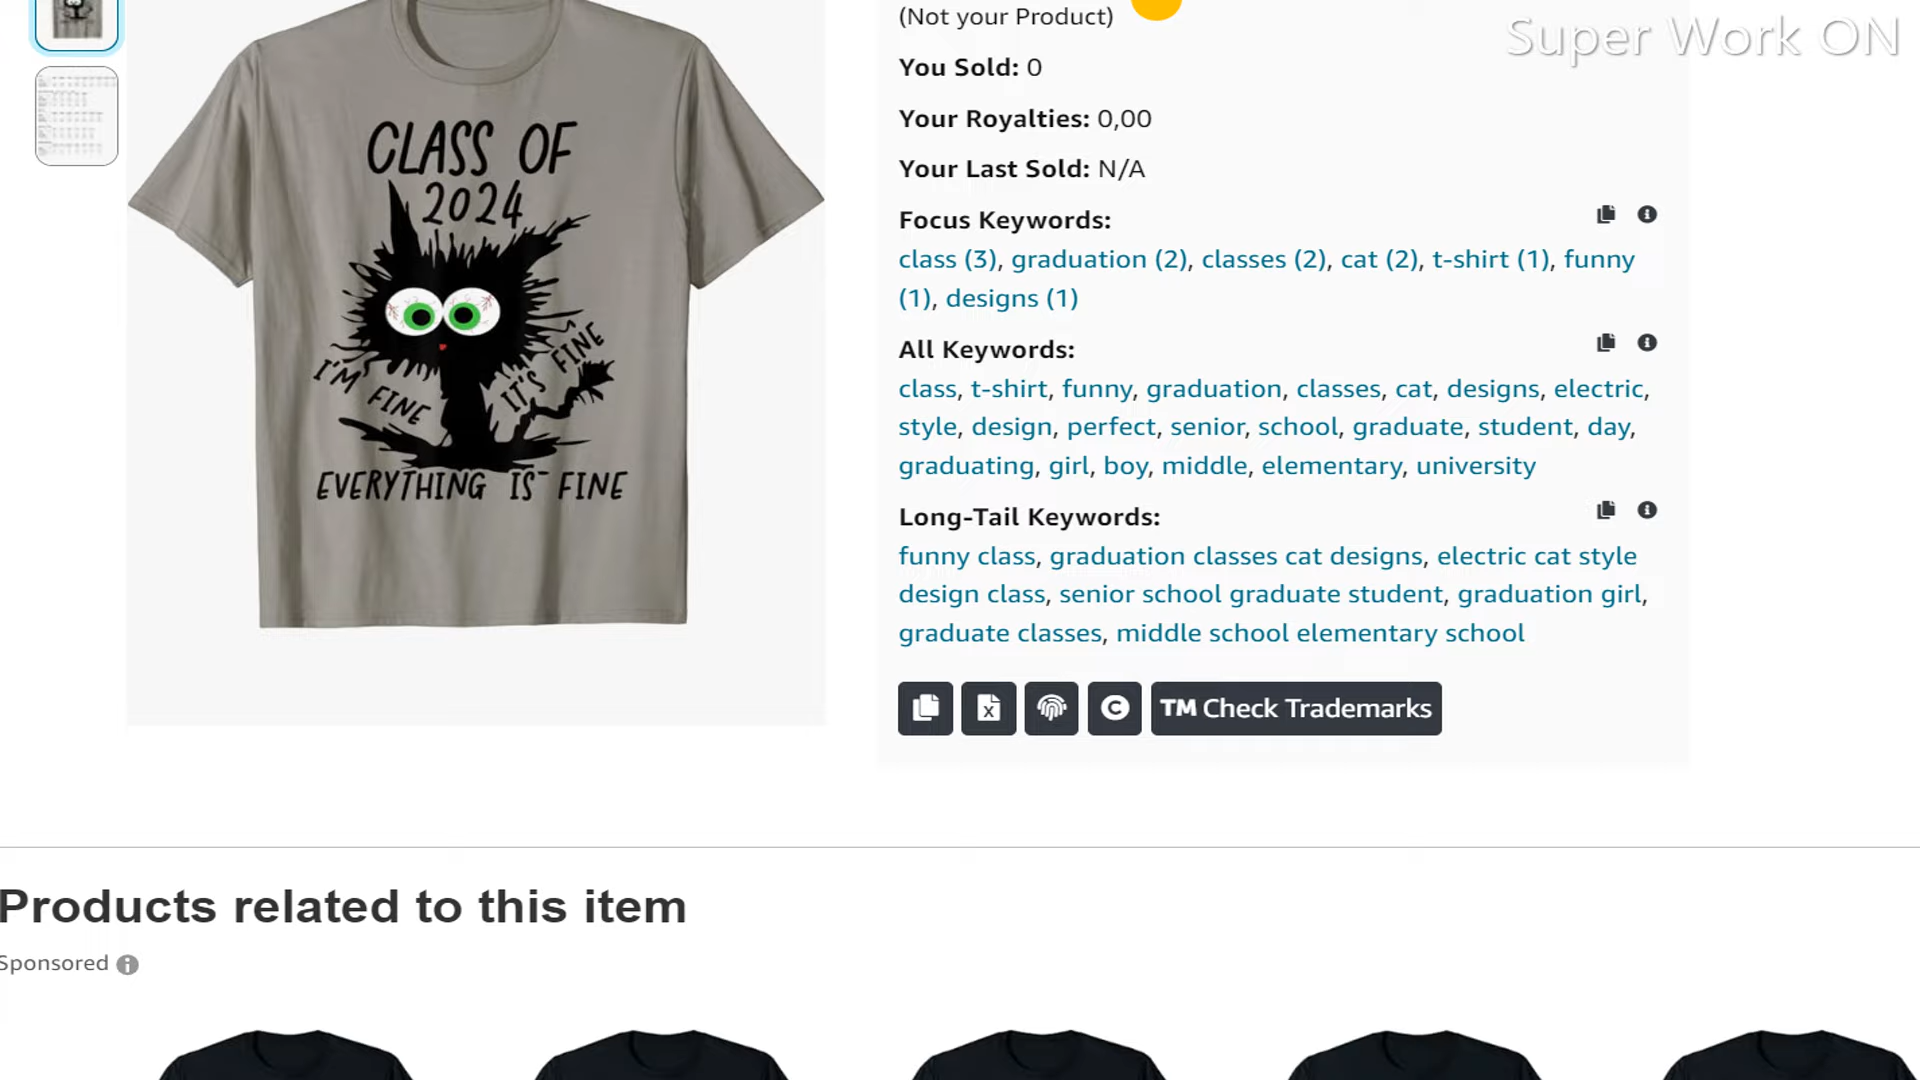 (Not your Product)
Super Work ON
You Sold: 0
Your Royalties: 0,00
Your Last Sold: N/A
Focus Keywords:
class (3), graduation (2), classes (2), cat (2), t-shirt (1), funny
(1), designs (1)
All Keywords:
class, t-shirt, funny, graduation, classes, cat, designs, electric,
style, design, perfect, senior, school, graduate, student, day,
graduating, girl, boy, middle, elementary, university
Long-Tail Keywords:
funny class, graduation classes cat designs, electric cat style
design class, senior school graduate student, graduation girl,
graduate classes, middle school elementary school
TM Check Trademarks
CLASS OF
2024
I'M FINE
IT'S FINE
EVERYTHING IS FINE
Products related to this item
Sponsored